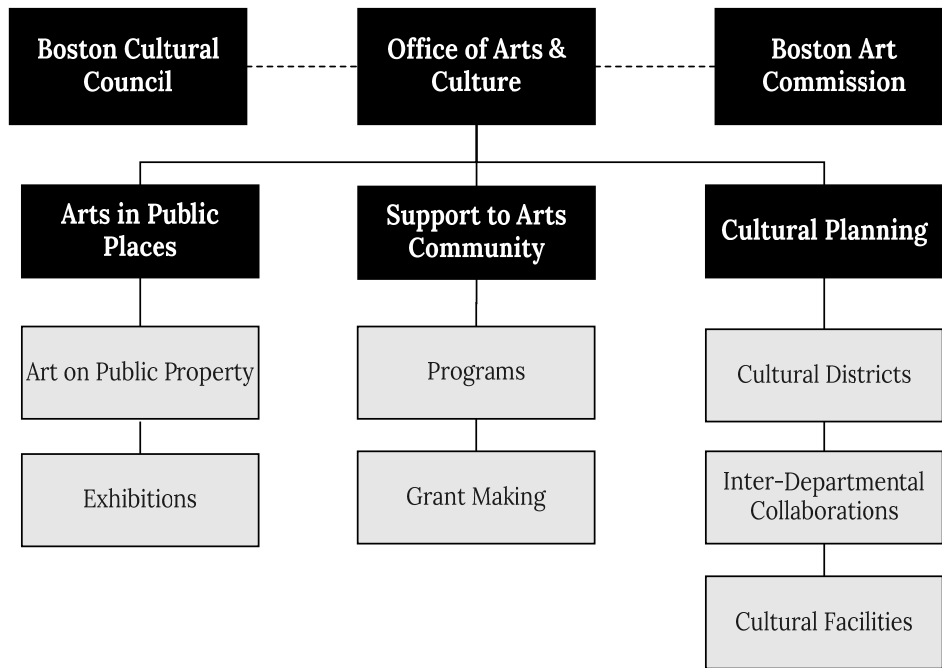 Boston Cultural
Council
Office of Arts &
Culture
Boston Art
Commission
Arts in Public
Places
Support to Arts
Community
Cultural Planning
Art on Public Property
Programs
Cultural Districts
Exhibitions
Grant Making
Inter-Departmental
Collaborations
Cultural Facilities